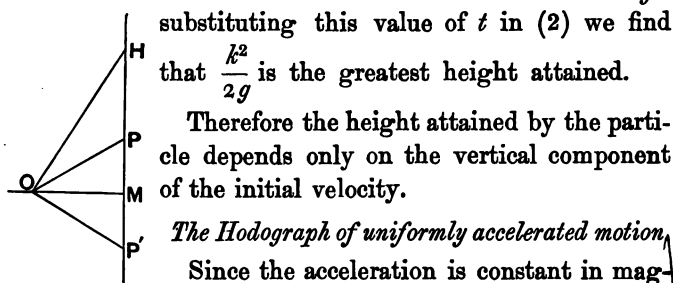 substituting this value of t in (2) we find
that k²/2g is the greatest height attained.
Therefore the height attained by the parti-
cle depends only on the vertical component
of the initial velocity.
The Hodograph of uniformly accelerated motion
Since the acceleration is constant in mag-
H
P
O
M
P'